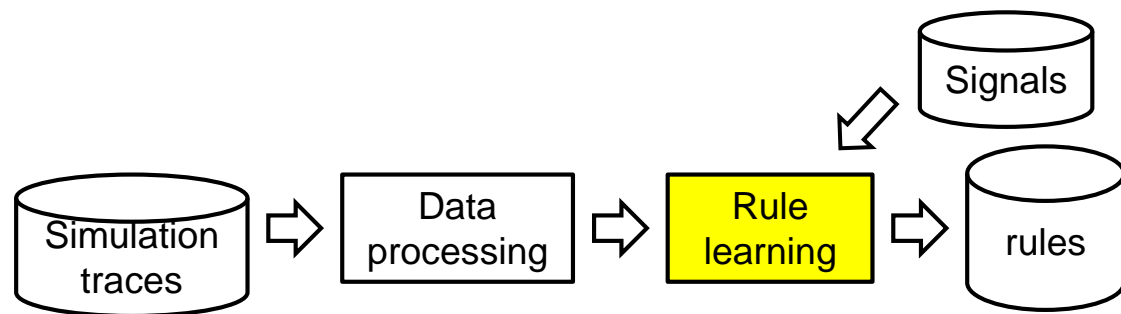 Signals
Simulation
traces
Data
processing
Rule
learning
rules